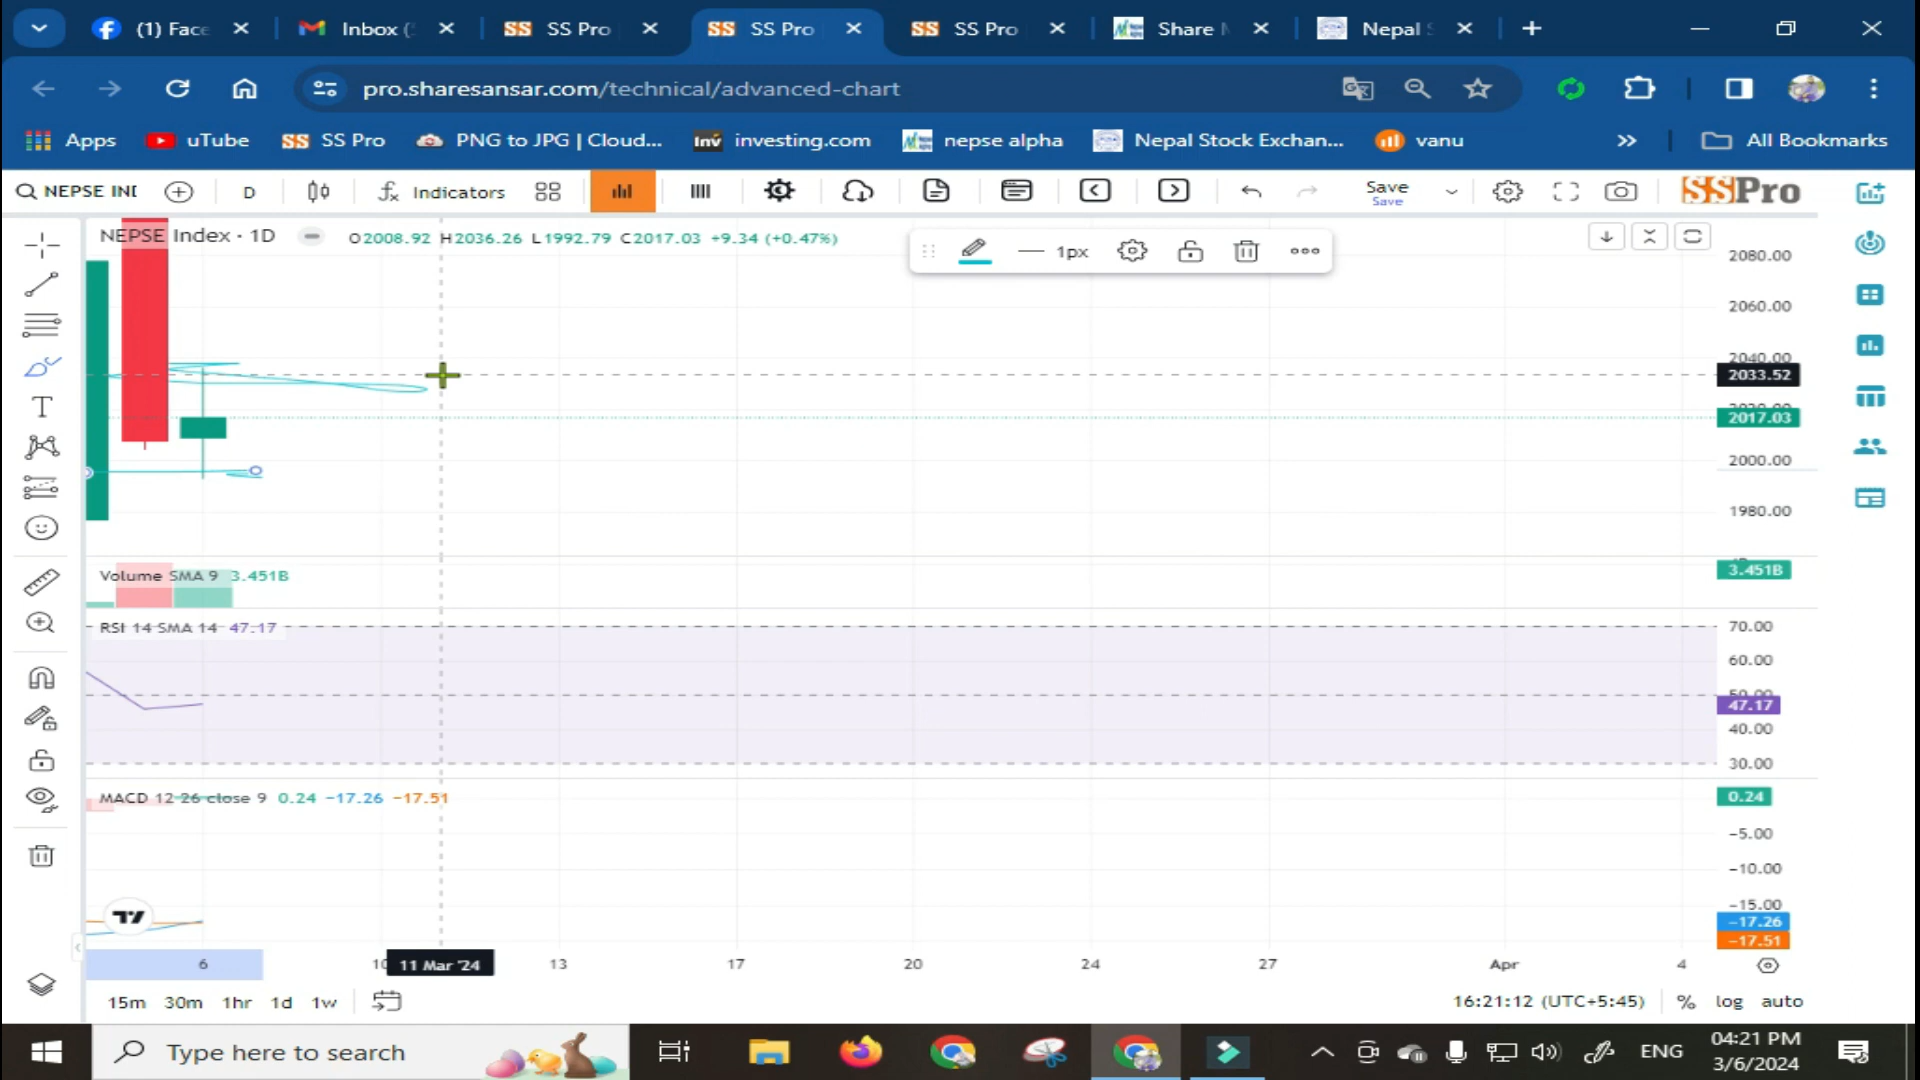 (1) Face
Inbox (
SS Pro
SS Pro
SS Pro
Share
Nepal S
pro.sharesansar.com/technical/advanced-chart
Apps
uTube
SS Pro
PNG to JPG | Cloud...
Inv investing.com
nepse alpha
Nepal Stock Exchan...
vanu
»
All Bookmarks
NEPSE INI
D
Indicators
Save
Save
SSPro
NEPSE Index · 1D
O2008.92 H2036.26 L1992.79 C2017.03 +9.34 (+0.47%)
1px
2080.00
2060.00
2040.00
2033.52
2017.03
2000.00
1980.00
Volume SMA 9 3.451B
3.451B
RSI 14 SMA 14 47.17
70.00
60.00
50.00
47.17
40.00
30.00
MACD 12 26 close 9 0.24 −17.26 −17.51
0.24
−5.00
−10.00
−15.00
−17.26
−17.51
6
10
11 Mar '24
13
17
20
24
27
Apr
4
15m 30m 1hr 1d 1w
16:21:12 (UTC+5:45)
% log auto
Type here to search
ENG
04:21 PM
3/6/2024